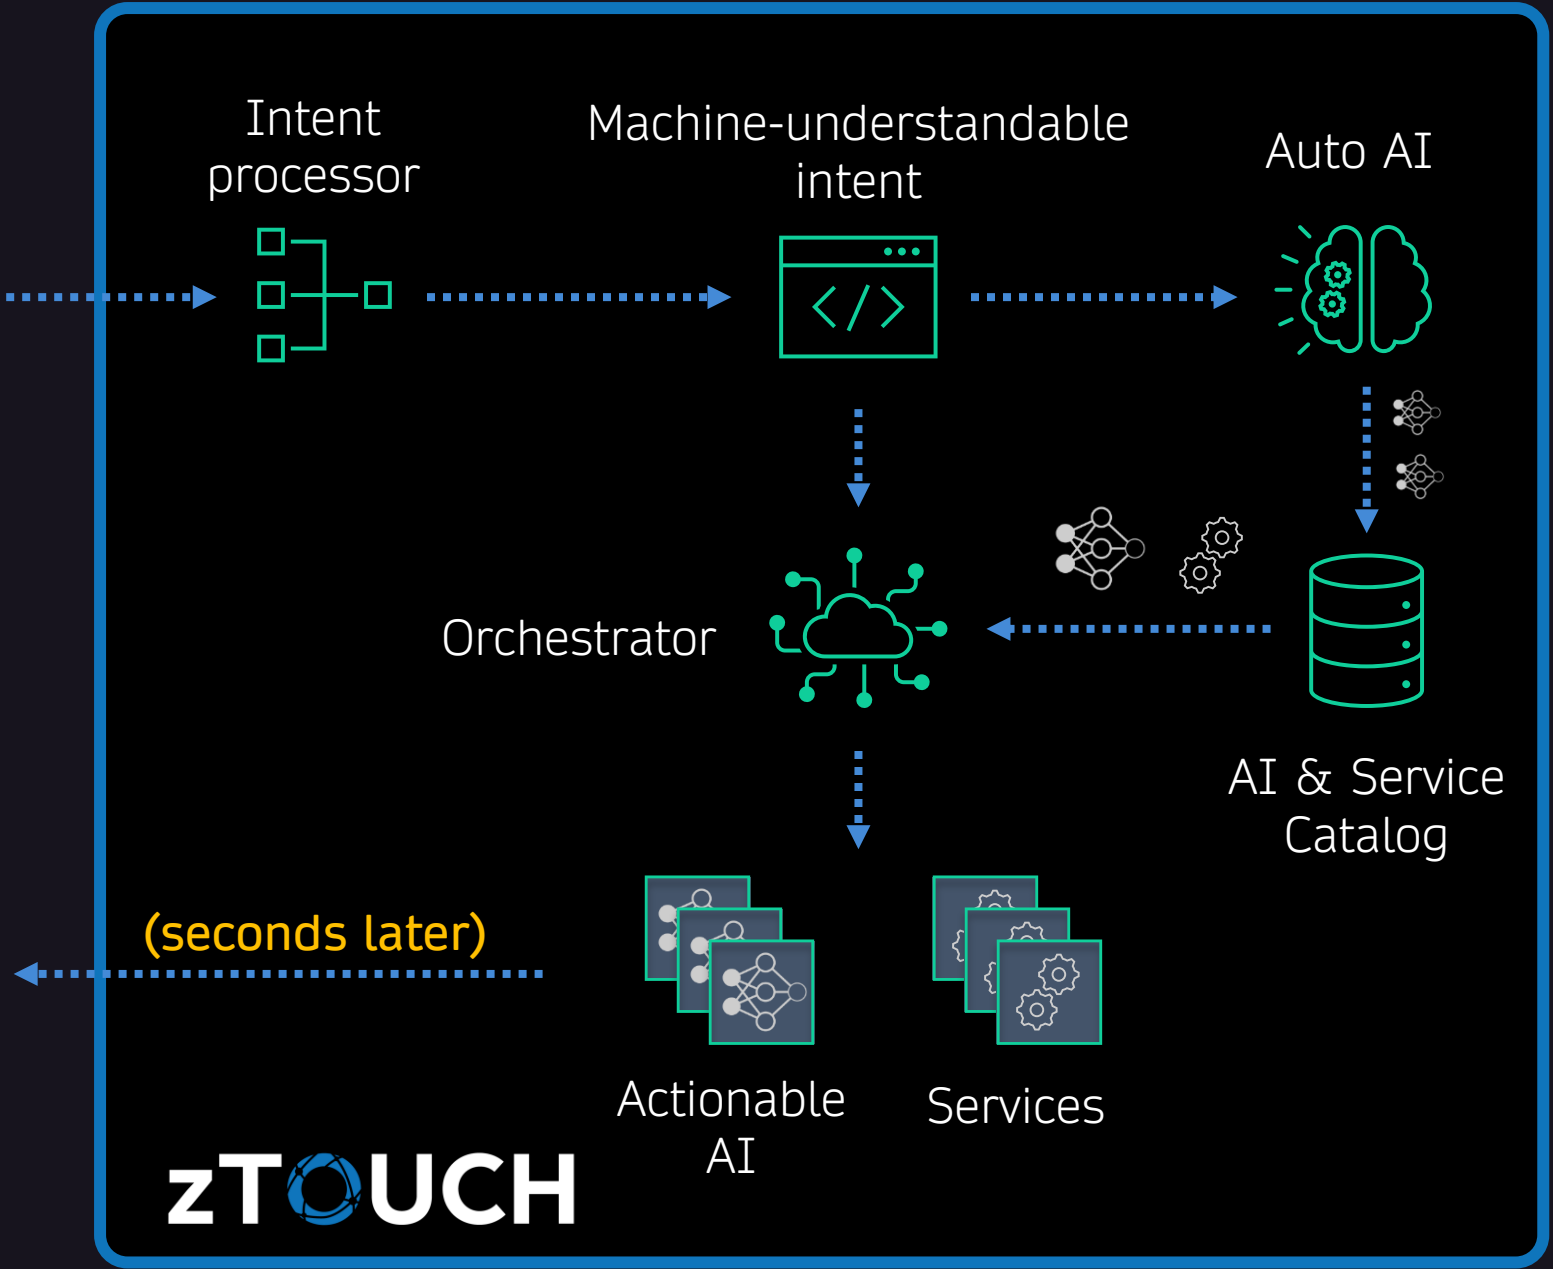 Intent
processor
Machine-understandable
intent
Auto AI
</>
Orchestrator
AI & Service
Catalog
(seconds later)
Actionable
AI
Services
zTOUCH